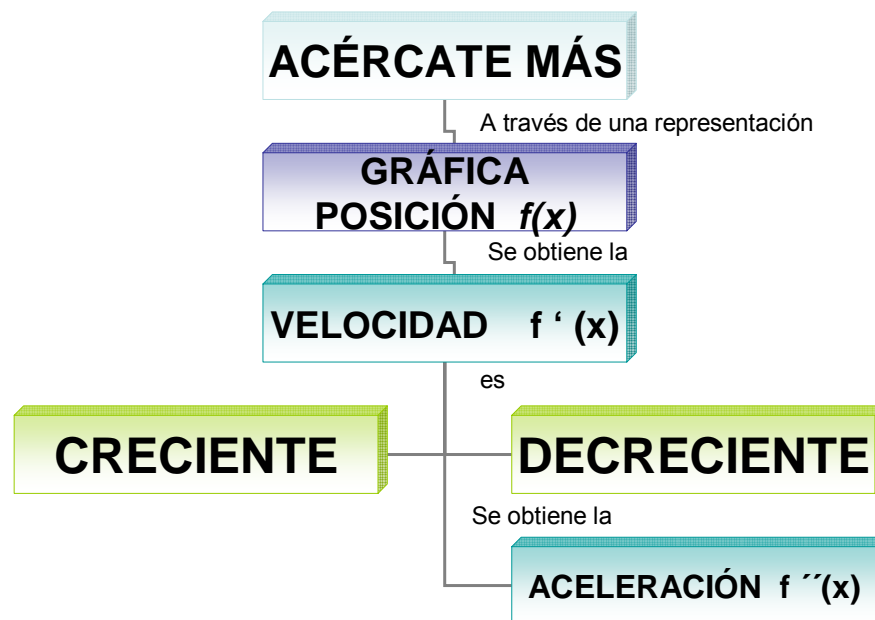 ACÉRCATE MÁS
A través de una representación
GRÁFICA
POSICIÓN f(x)
Se obtiene la
VELOCIDAD f ‘ (x)
es
CRECIENTE
DECRECIENTE
Se obtiene la
ACELERACIÓN f ´´(x)